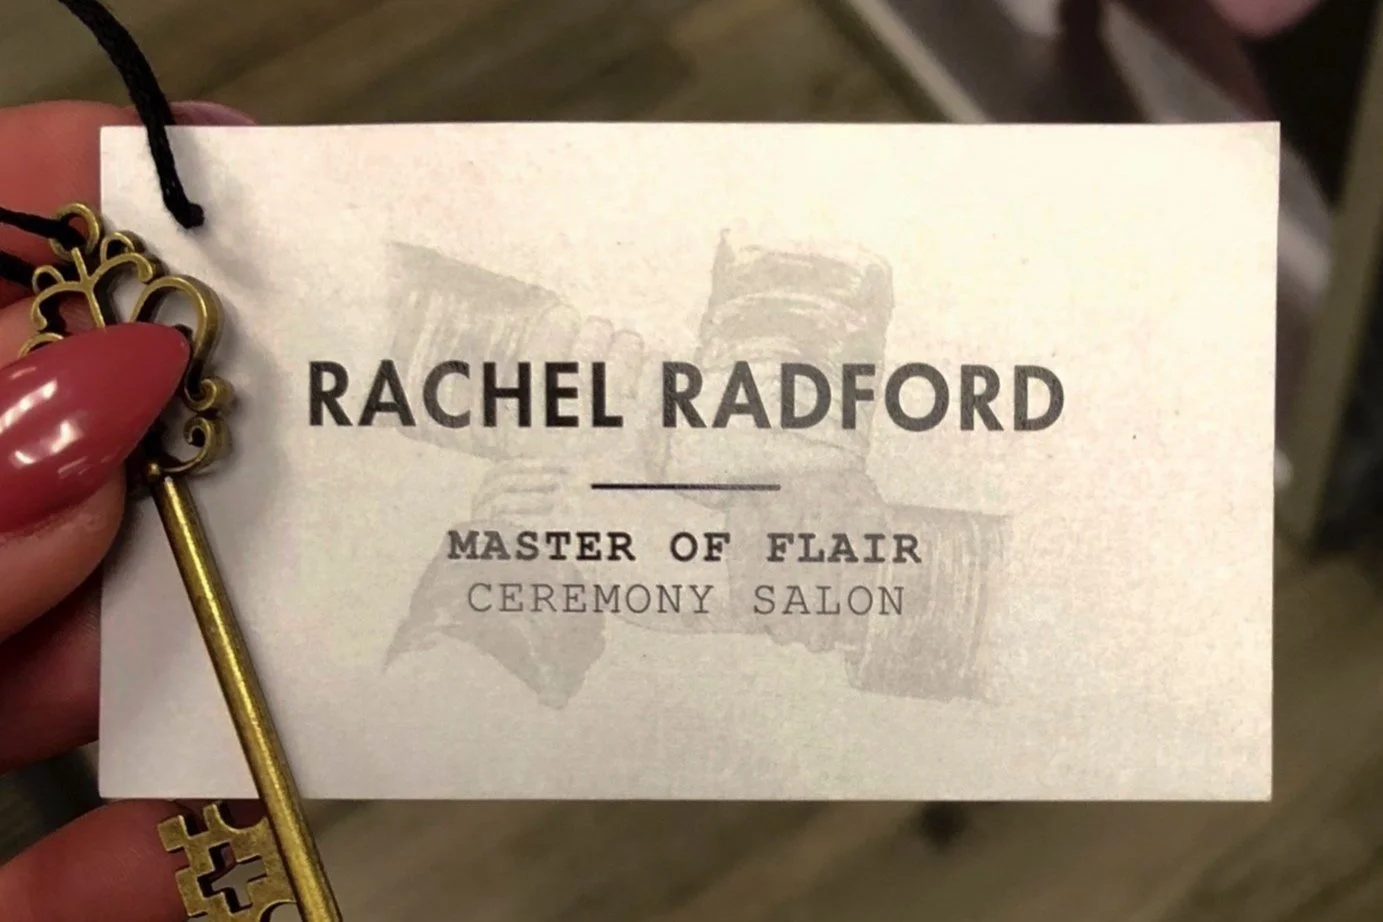 RACHEL RADFORD
MASTER OF FLAIR
CEREMONY SALON